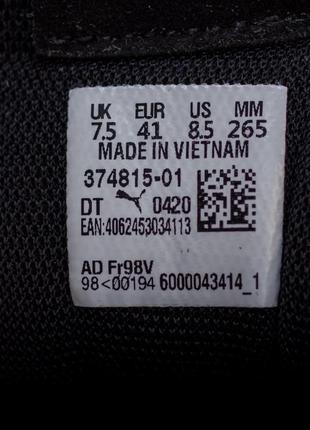 UK EUR US MM
7.5 41 8.5 265
MADE IN VIETNAM
374815-01
DT 0420
EAN:4062453034113
AD Fr98V
98<00194 6000043414_1